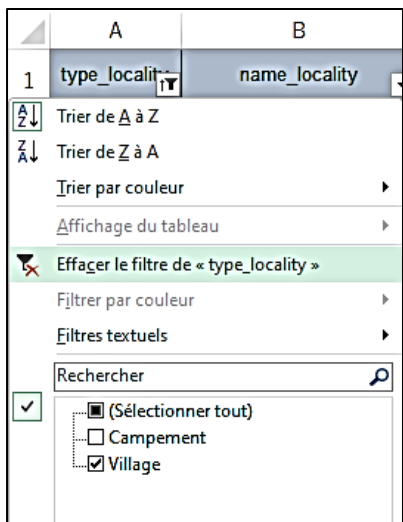 A B
1 type_locality name_locality
Trier de A à Z
Trier de Z à A
Trier par couleur
Affichage du tableau
Effacer le filtre de « type_locality »
Filtrer par couleur
Filtres textuels
Rechercher
(Sélectionner tout)
Campement
Village